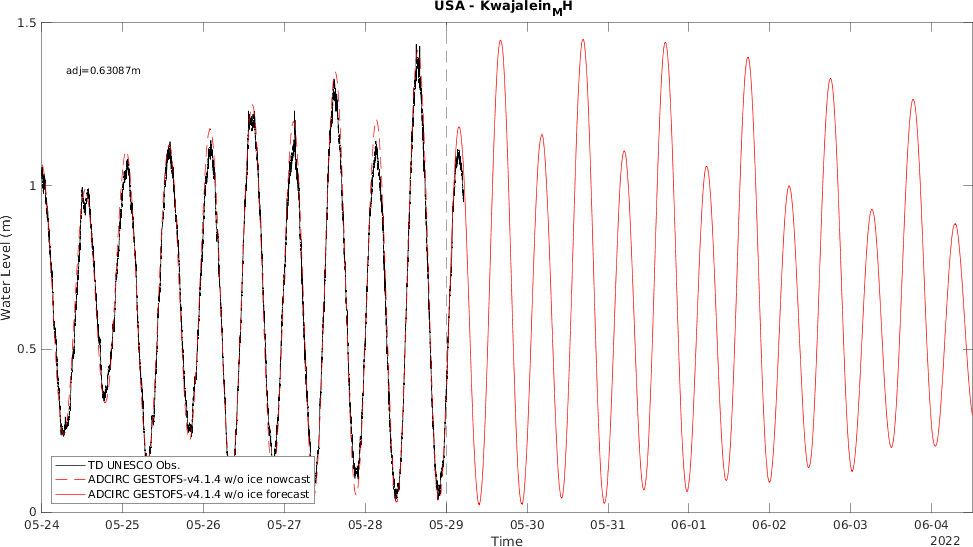 USA - Kwajalein_MH
1.5
adj=0.63087m
1
Water Level (m)
0.5
TD UNESCO Obs.
ADCIRC GESTOFS-v4.1.4 w/o ice nowcast
ADCIRC GESTOFS-v4.1.4 w/o ice forecast
0
05-24 05-25 05-26 05-27 05-28 05-29 05-30 05-31 06-01 06-02 06-03 06-04
Time 2022